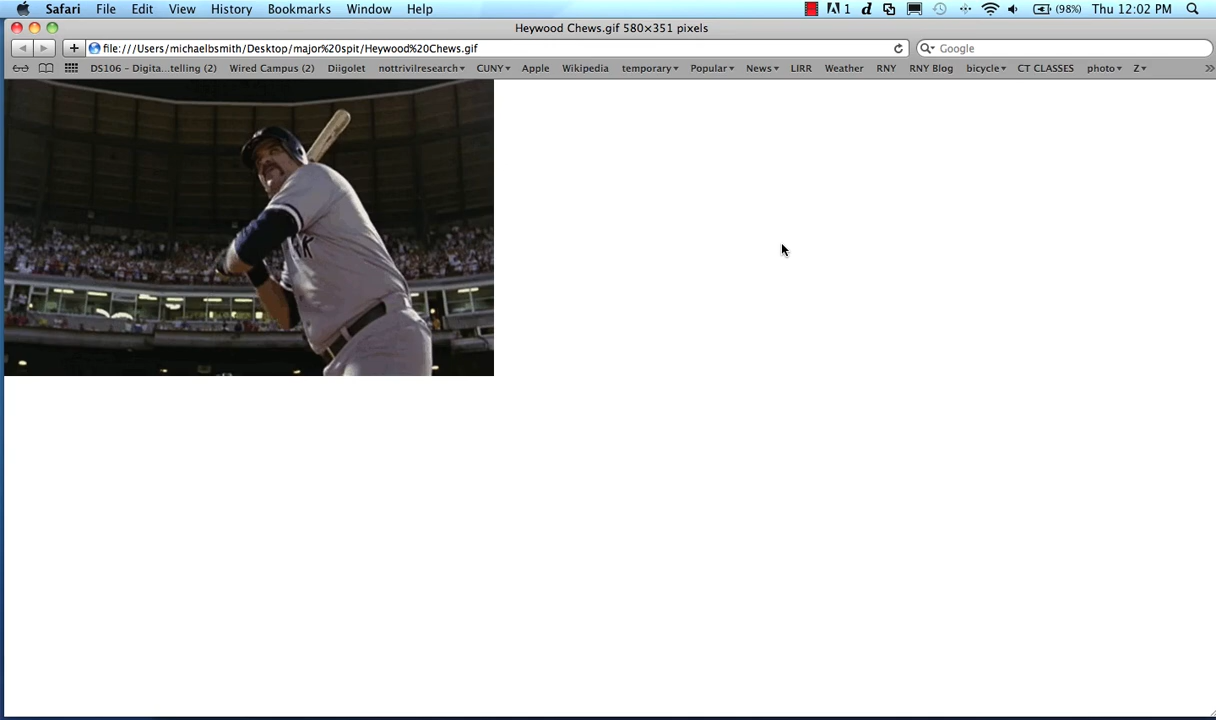 Safari File Edit View History Bookmarks Window Help 1 (98%) Thu 12:02 PM
Heywood Chews.gif 580×351 pixels
file:///Users/michaelbsmith/Desktop/major%20spit/Heywood%20Chews.gif Google
DS106 – Digita...telling (2) Wired Campus (2) Diigolet nottrivilresearch CUNY Apple Wikipedia temporary Popular News LIRR Weather RNY RNY Blog bicycle CT CLASSES photo Z